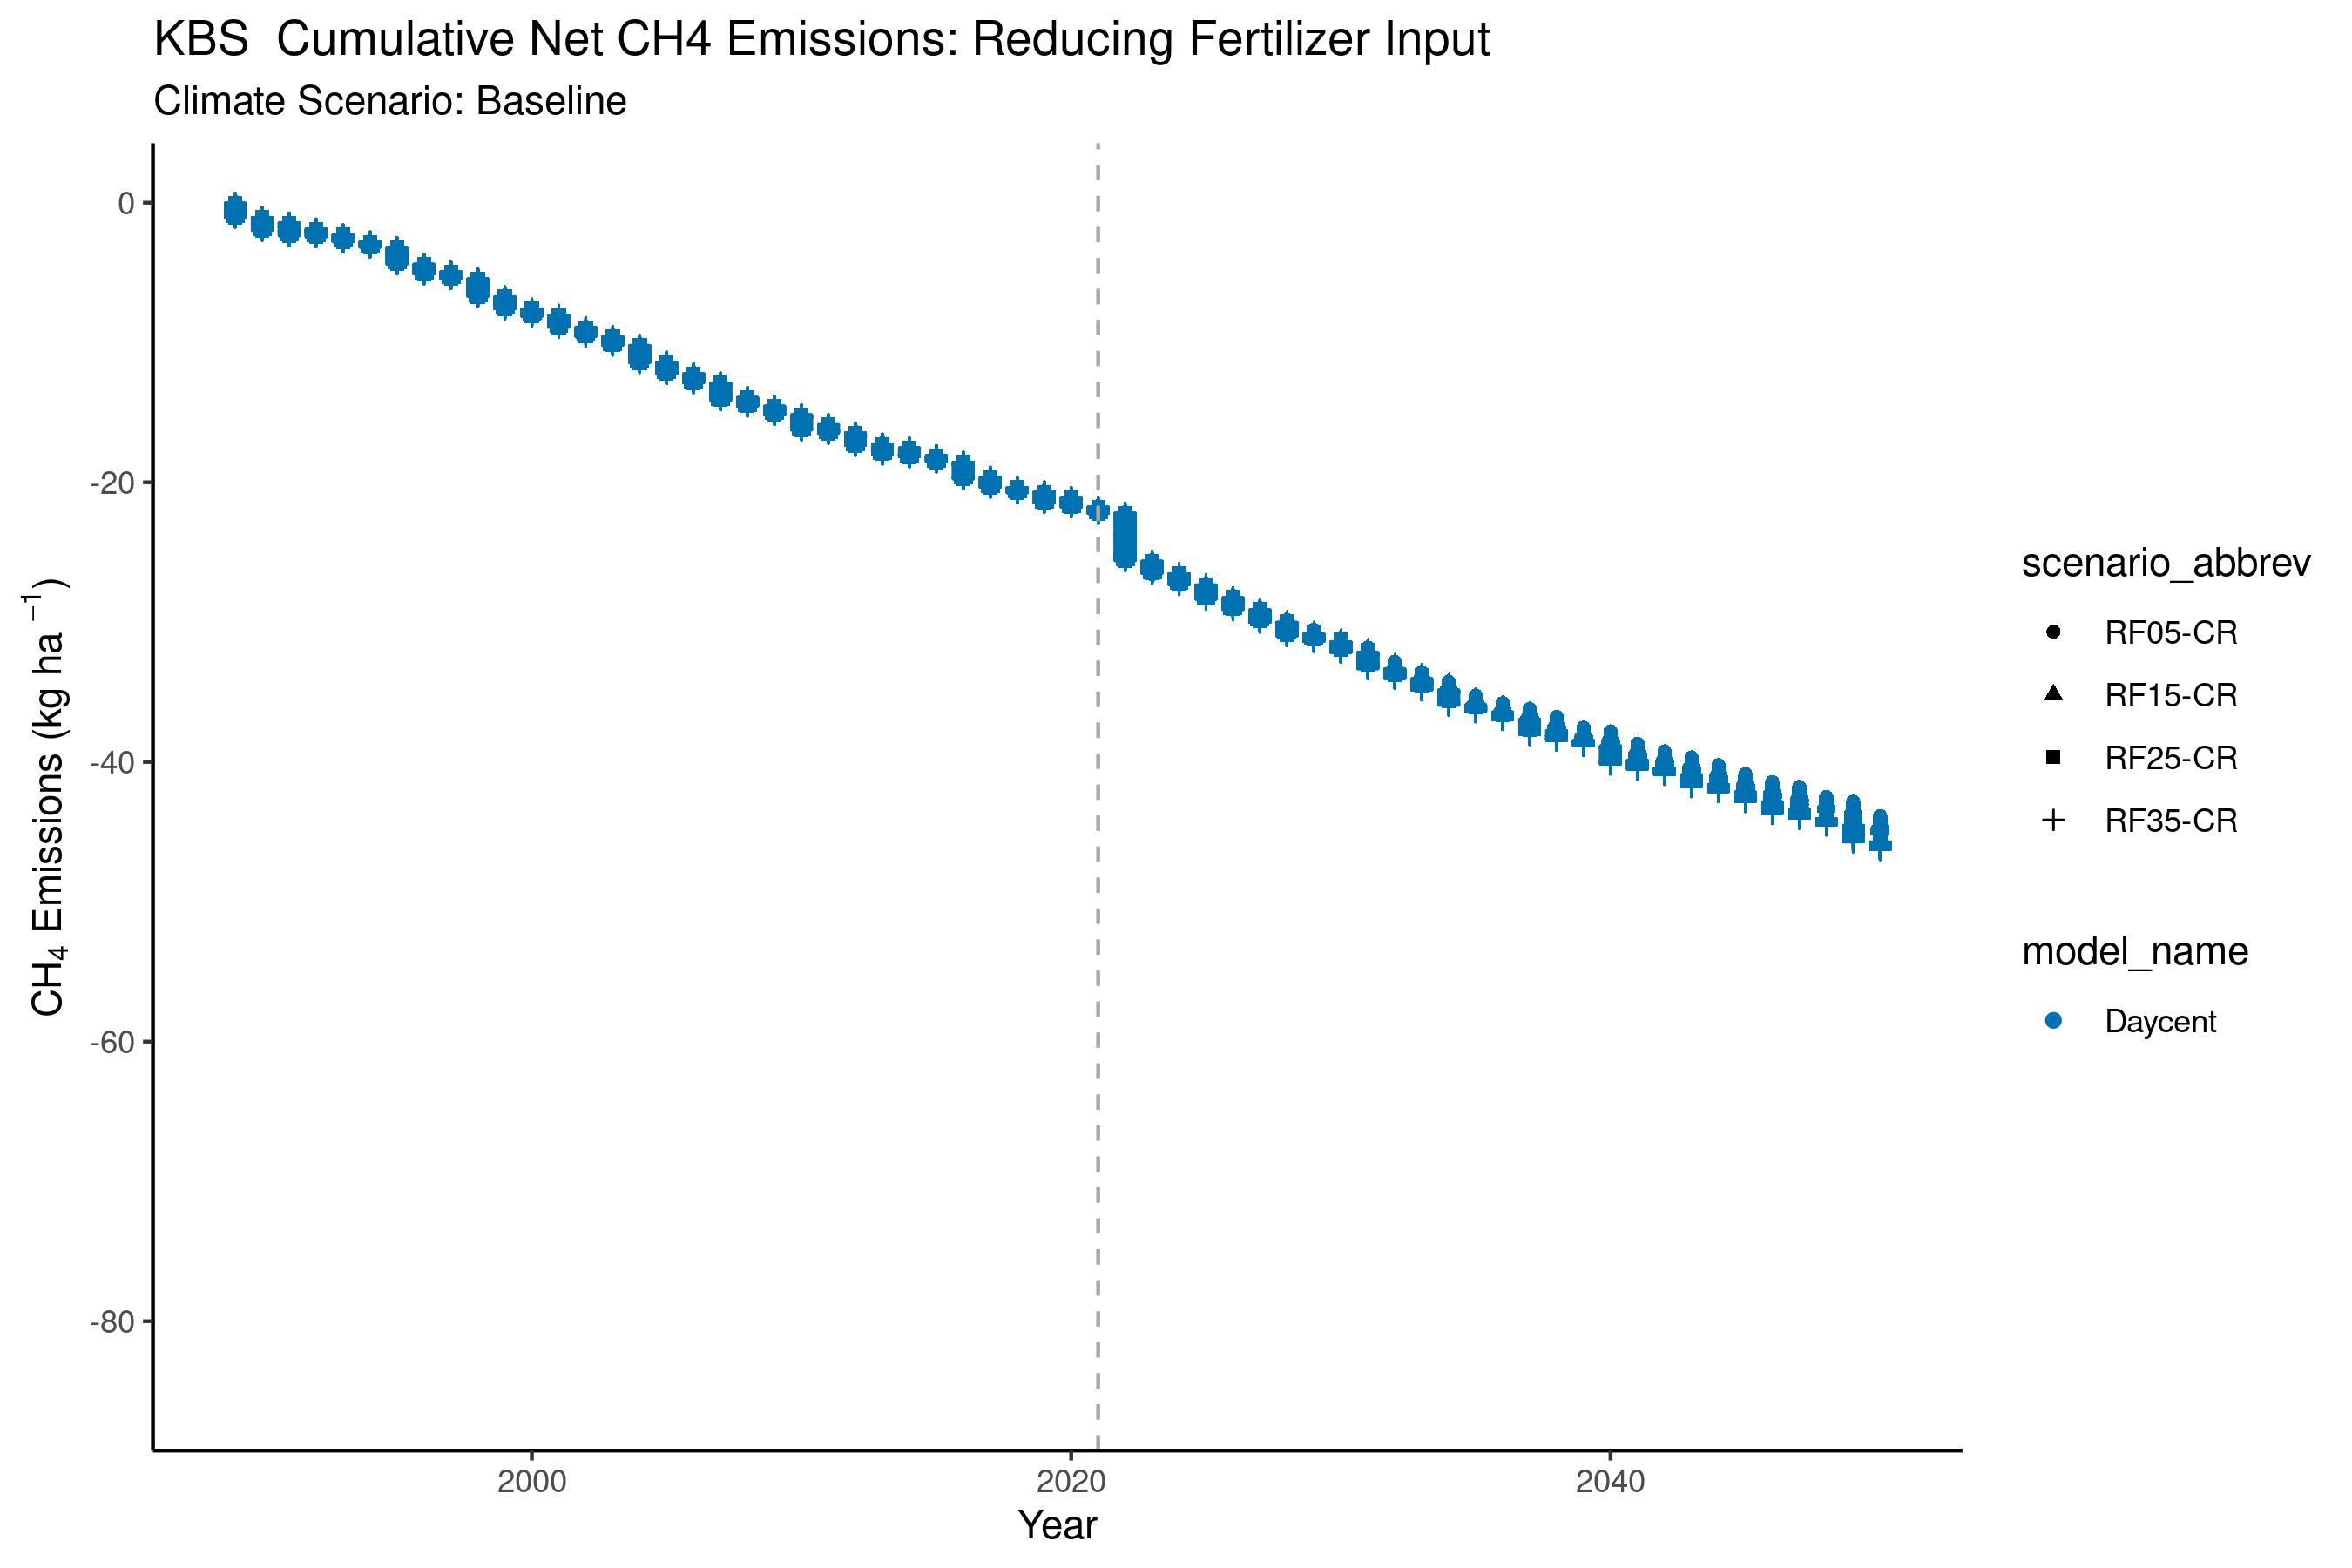 KBS  Cumulative Net CH4 Emissions: Reducing Fertilizer Input
Climate Scenario: Baseline
CH₄ Emissions (kg ha ⁻¹)
0
-20
-40
-60
-80
2000
2020
2040
Year
scenario_abbrev
RF05-CR
RF15-CR
RF25-CR
RF35-CR
model_name
Daycent